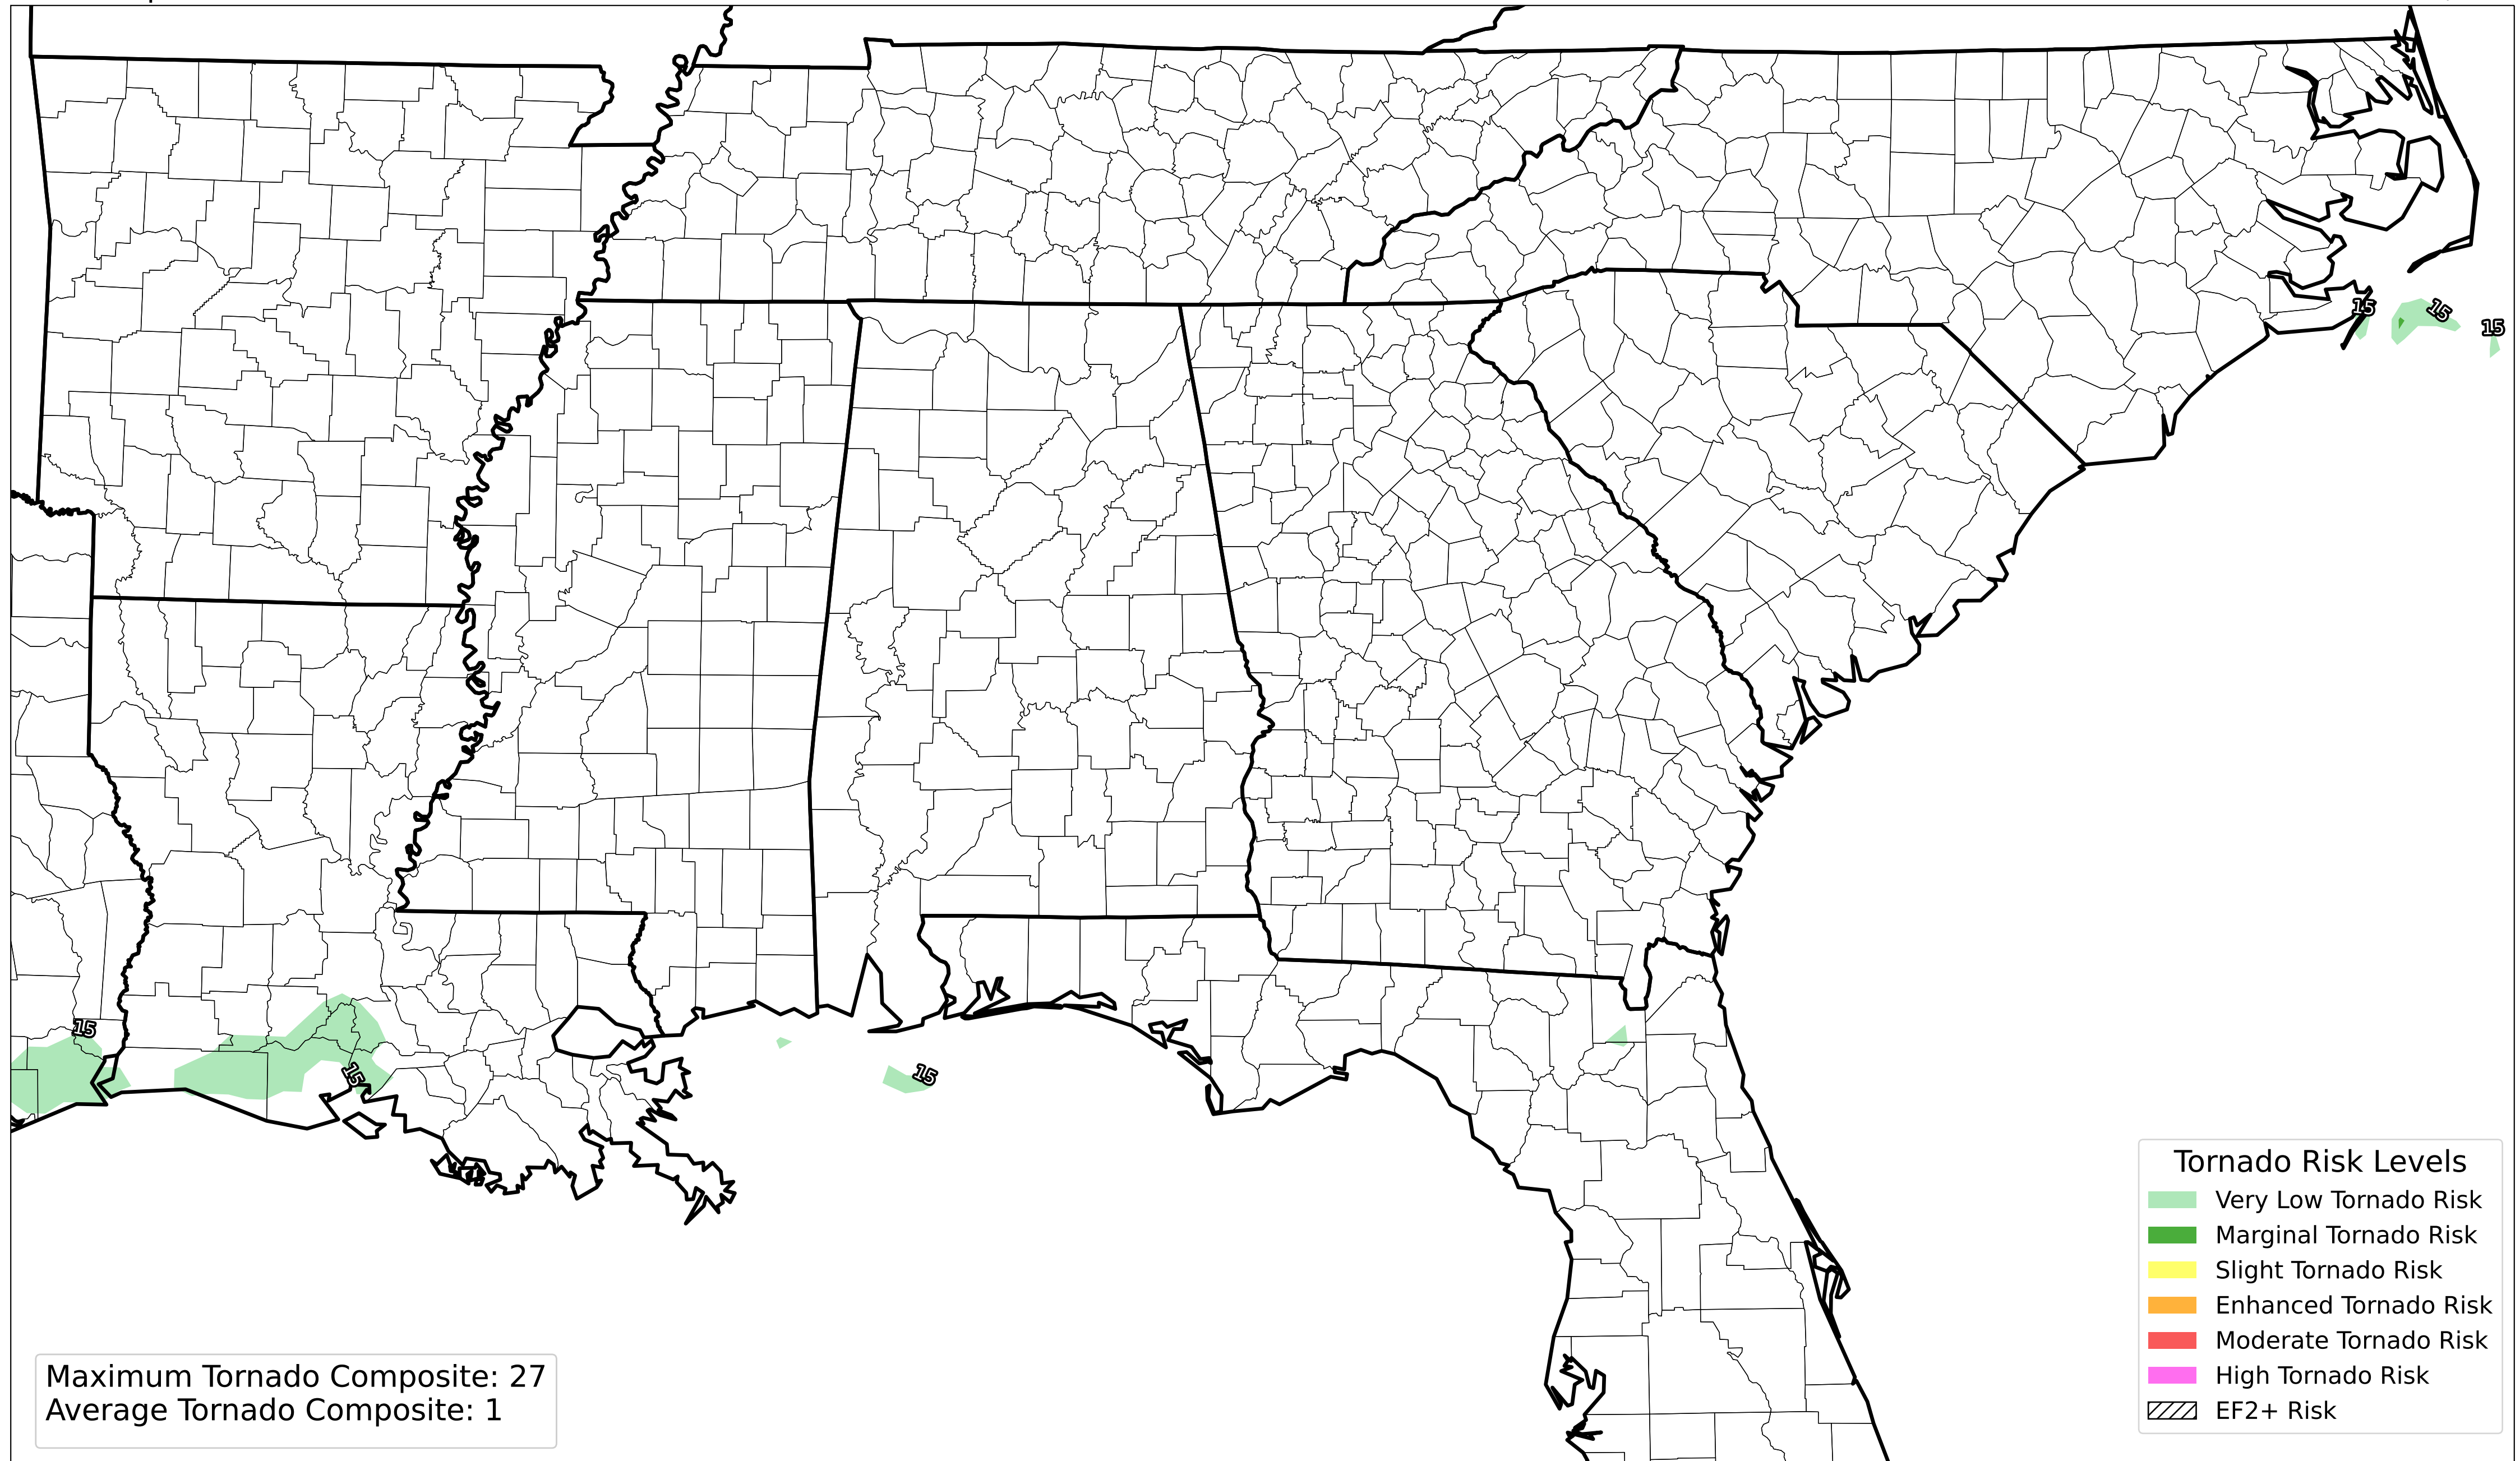 15
15
15
15
15
15
Tornado Risk Levels
Very Low Tornado Risk
Marginal Tornado Risk
Slight Tornado Risk
Enhanced Tornado Risk
Moderate Tornado Risk
High Tornado Risk
EF2+ Risk
Maximum Tornado Composite: 27
Average Tornado Composite: 1